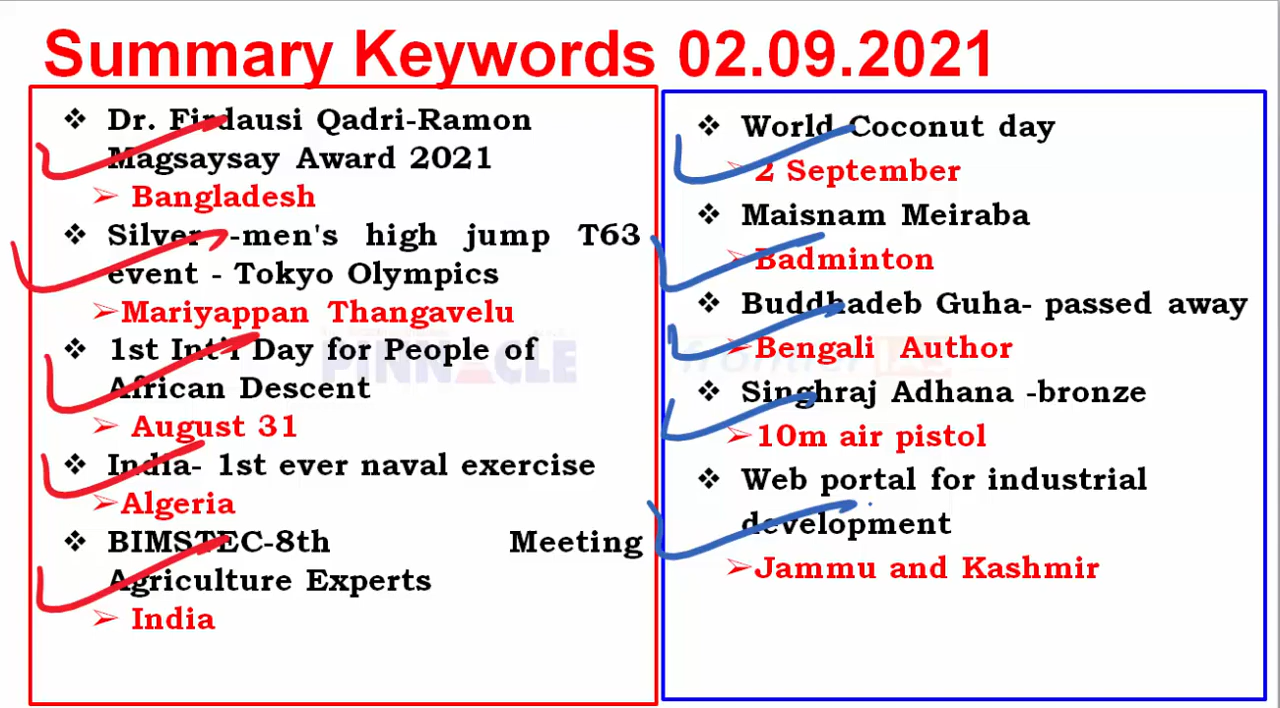 Summary Keywords 02.09.2021
❖ Dr. Firdausi Qadri-Ramon
Magsaysay Award 2021
➢ Bangladesh
❖ Silver -men's high jump T63
event - Tokyo Olympics
➢Mariyappan Thangavelu
❖ 1st Int'l Day for People of
African Descent
➢ August 31
❖ India- 1st ever naval exercise
➢Algeria
❖ BIMSTEC-8th Meeting
Agriculture Experts
➢ India
❖ World Coconut day
➢ 2 September
❖ Maisnam Meiraba
➢Badminton
❖ Buddhadeb Guha- passed away
➢Bengali Author
❖ Singhraj Adhana -bronze
➢10m air pistol
❖ Web portal for industrial
development
➢Jammu and Kashmir
PINNACLE